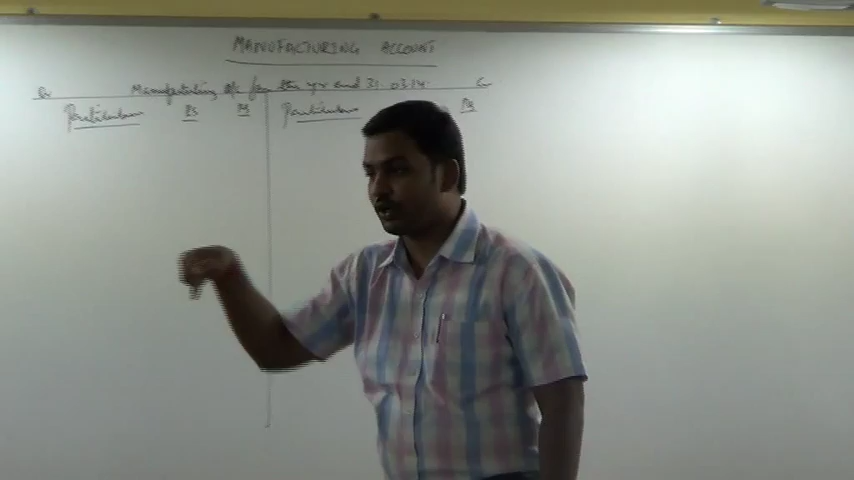 MANUFACTURING ACCOUNT
Dr Manufacturing A/c for the yr end 31.03.14. Cr
Particulars Rs Rs Particulars Rs